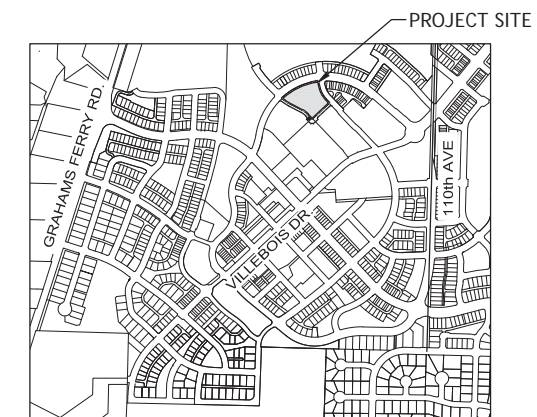 PROJECT SITE
GRAHAMS FERRY RD.
110th AVE
VILLEBOIS DR.